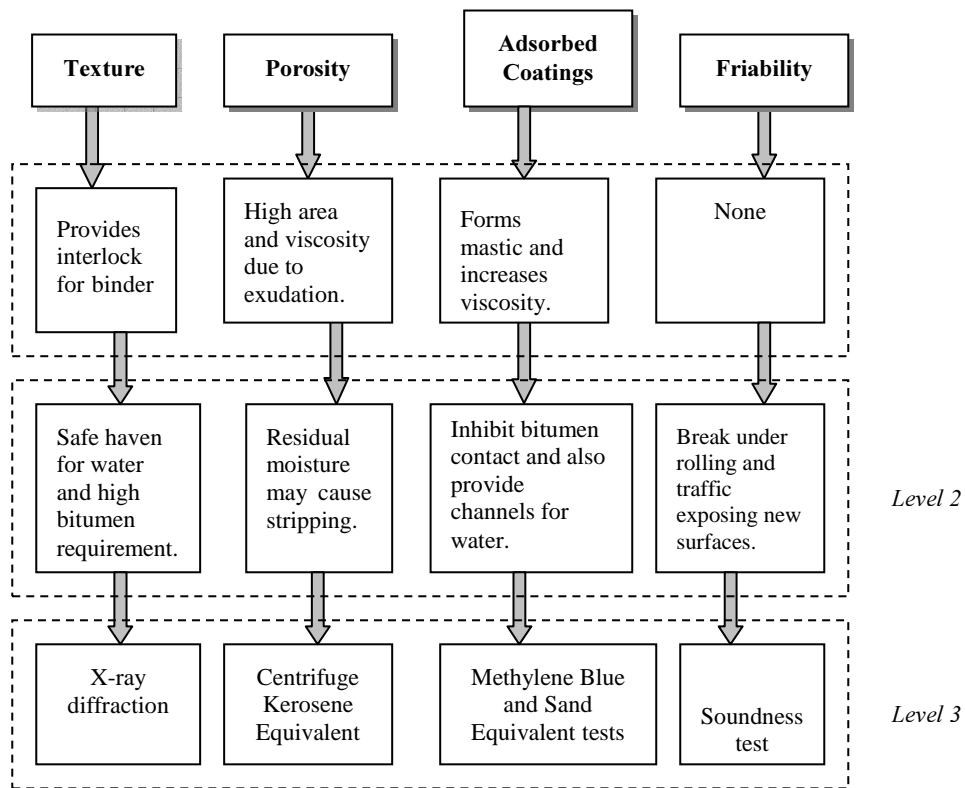 Texture
Porosity
Adsorbed
Coatings
Friability
Provides
interlock
for binder
High area
and viscosity
due to
exudation.
Forms
mastic and
increases
viscosity.
None
Safe haven
for water
and high
bitumen
requirement.
Residual
moisture
may cause
stripping.
Inhibit bitumen
contact and also
provide
channels for
water.
Break under
rolling and
traffic
exposing new
surfaces.
Level 2
X-ray
diffraction
Centrifuge
Kerosene
Equivalent
Methylene Blue
and Sand
Equivalent tests
Soundness
test
Level 3